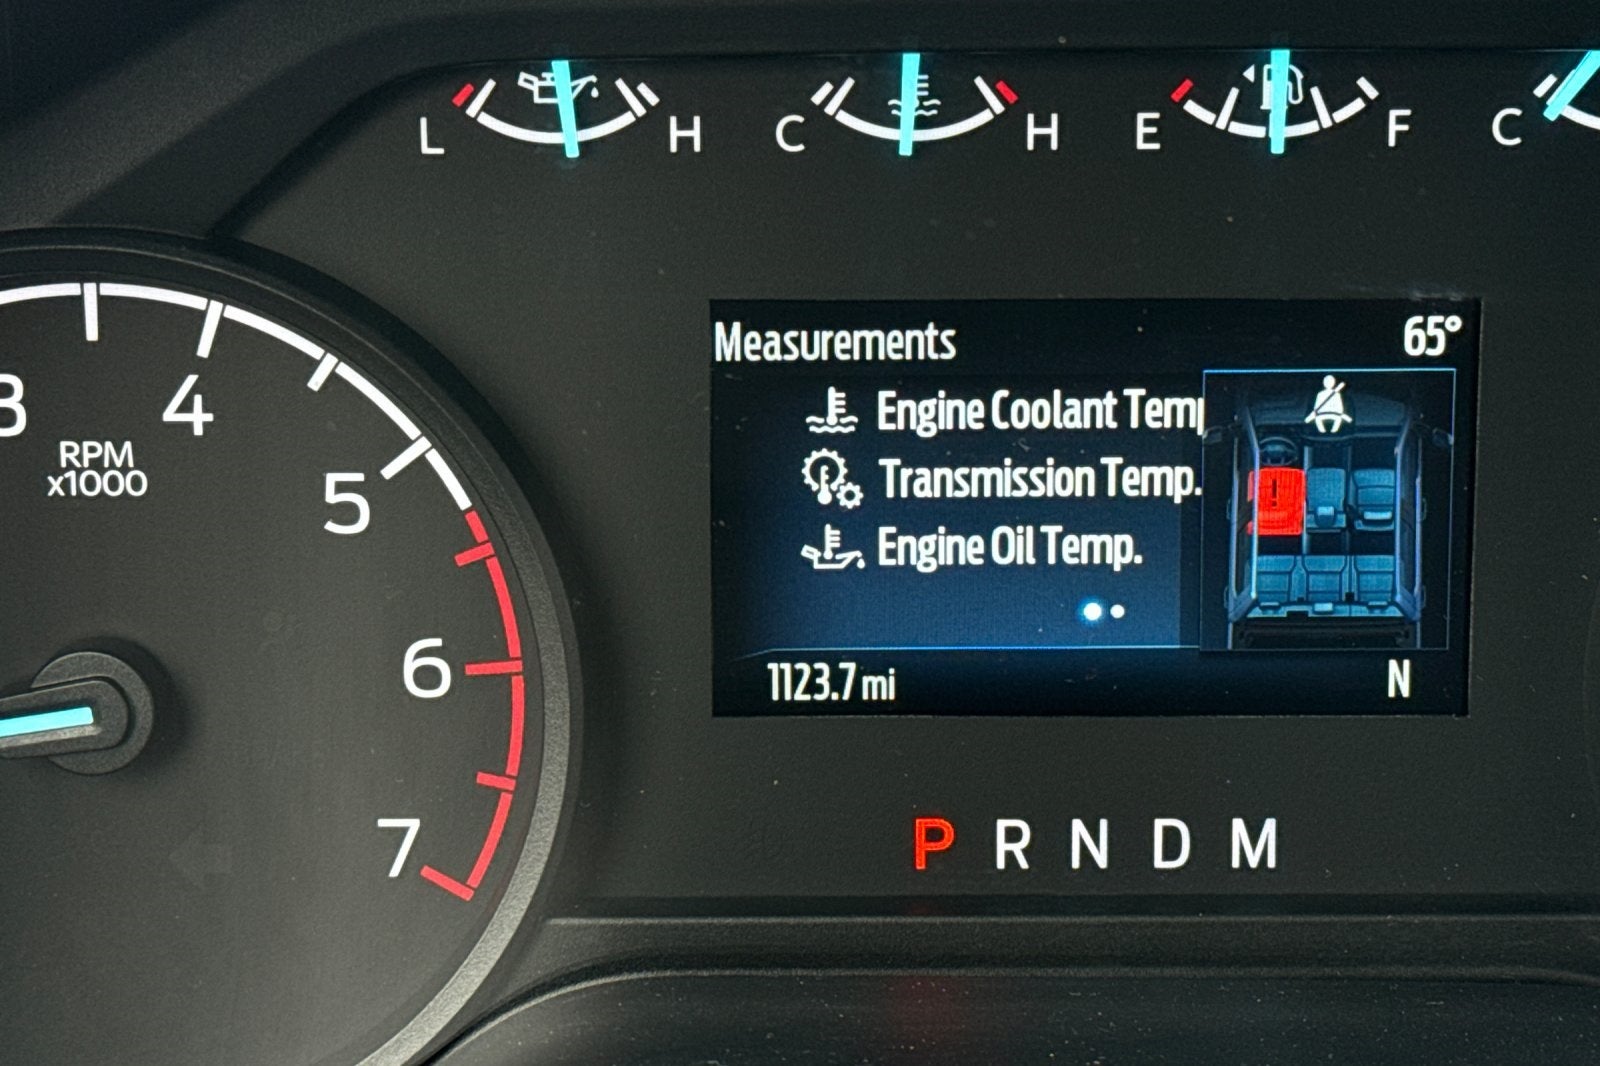 L H C H E F C
Measurements 65°
Engine Coolant Temp
Transmission Temp.
Engine Oil Temp.
1123.7 mi N
3 4 5 6 7
RPM
x1000
P R N D M